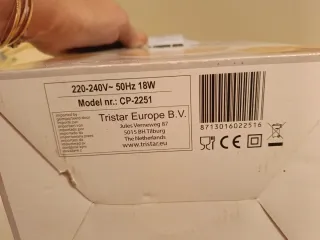 220-240V~ 50Hz 18W
Model nr.: CP-2251
Tristar Europe B.V.
Jules Verneweg 87
5015 BH Tilburg
The Netherlands
www.tristar.eu
8713016022516